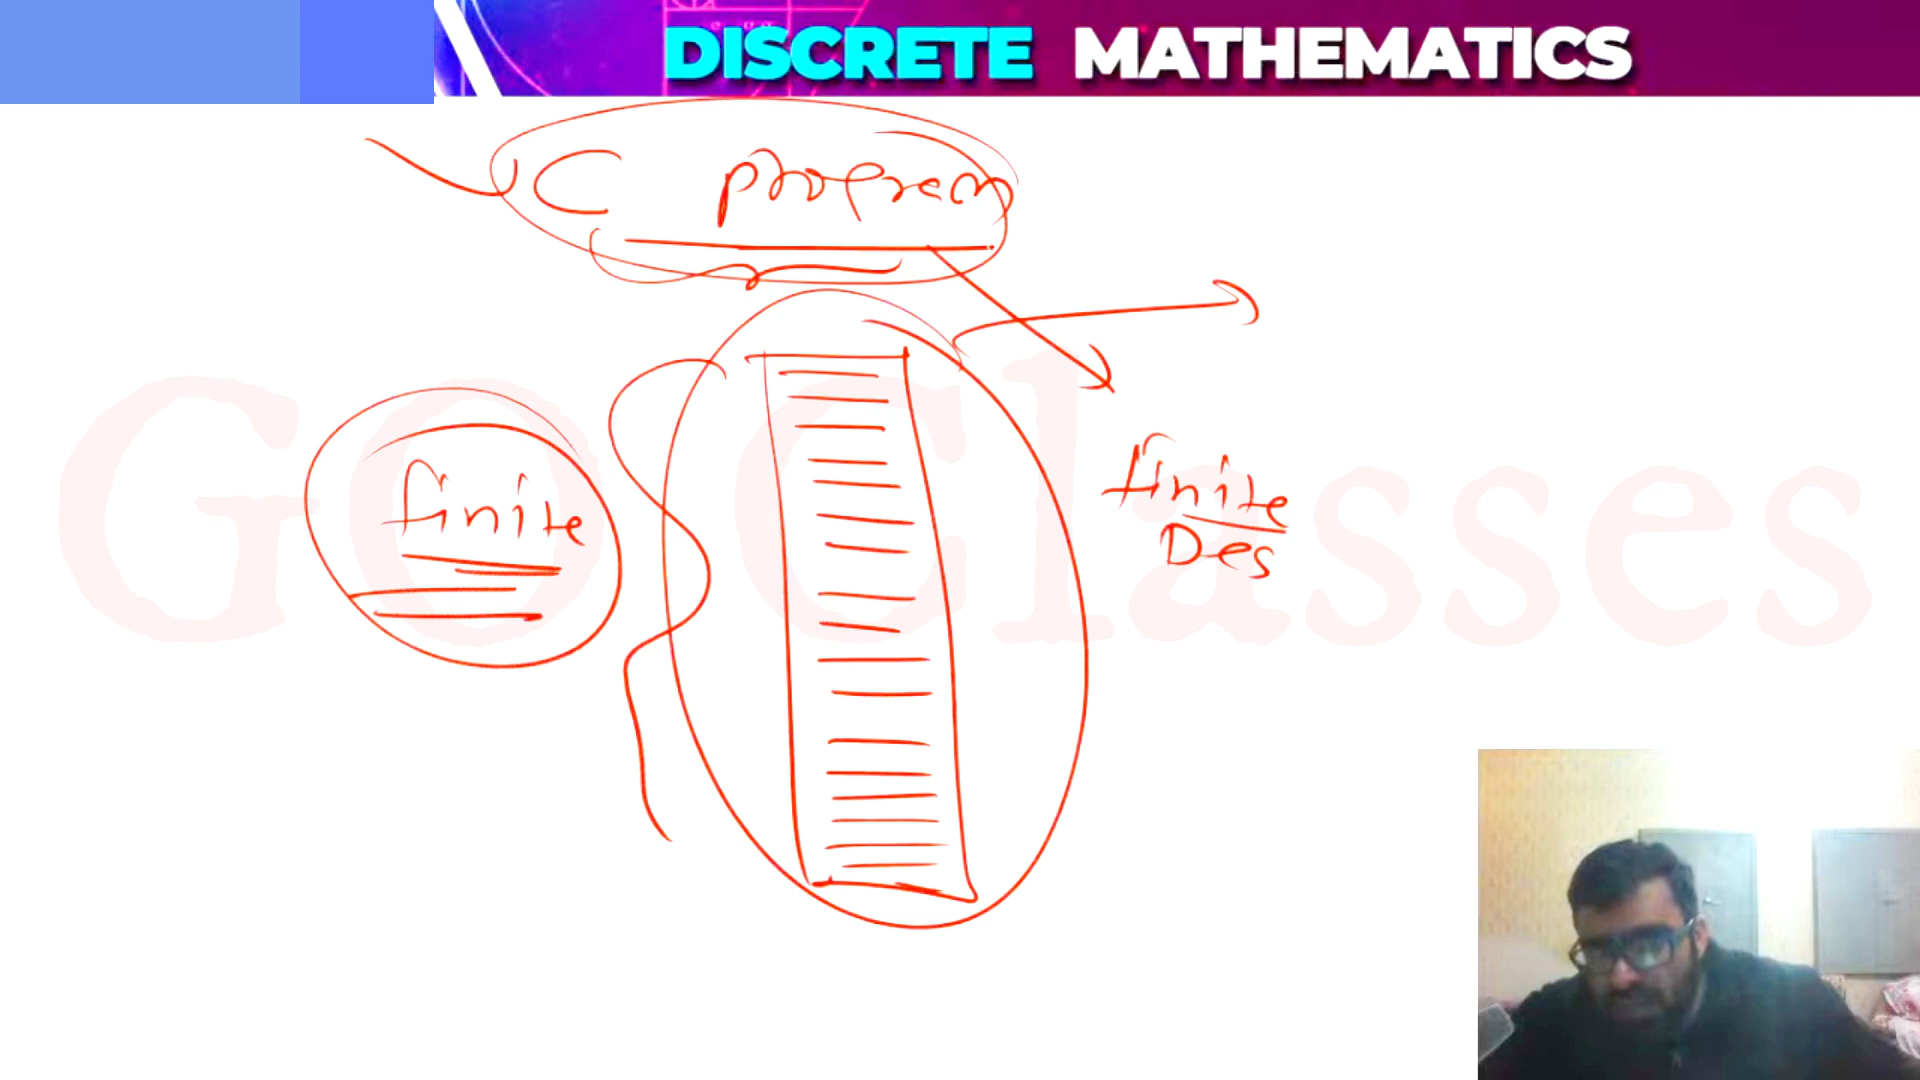 DISCRETE MATHEMATICS
C program
finite
finite
Des
GO Classes